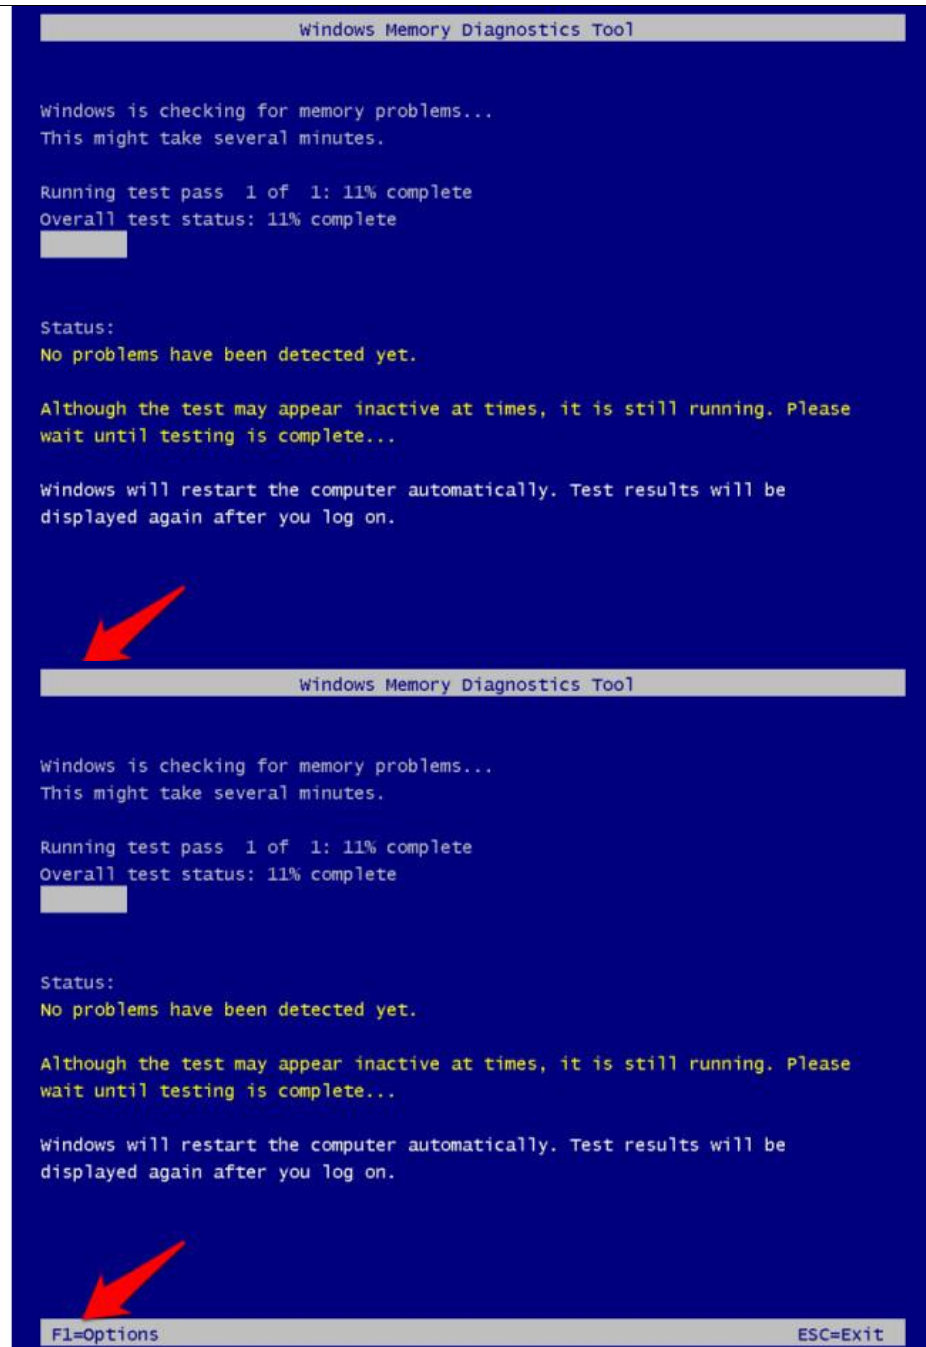 Windows Memory Diagnostics Tool
Windows is checking for memory problems...
This might take several minutes.
Running test pass  1 of  1: 11% complete
Overall test status: 11% complete
Status:
No problems have been detected yet.
Although the test may appear inactive at times, it is still running. Please
wait until testing is complete...
Windows will restart the computer automatically. Test results will be
displayed again after you log on.
Windows Memory Diagnostics Tool
Windows is checking for memory problems...
This might take several minutes.
Running test pass  1 of  1: 11% complete
Overall test status: 11% complete
Status:
No problems have been detected yet.
Although the test may appear inactive at times, it is still running. Please
wait until testing is complete...
Windows will restart the computer automatically. Test results will be
displayed again after you log on.
F1=Options ESC=Exit